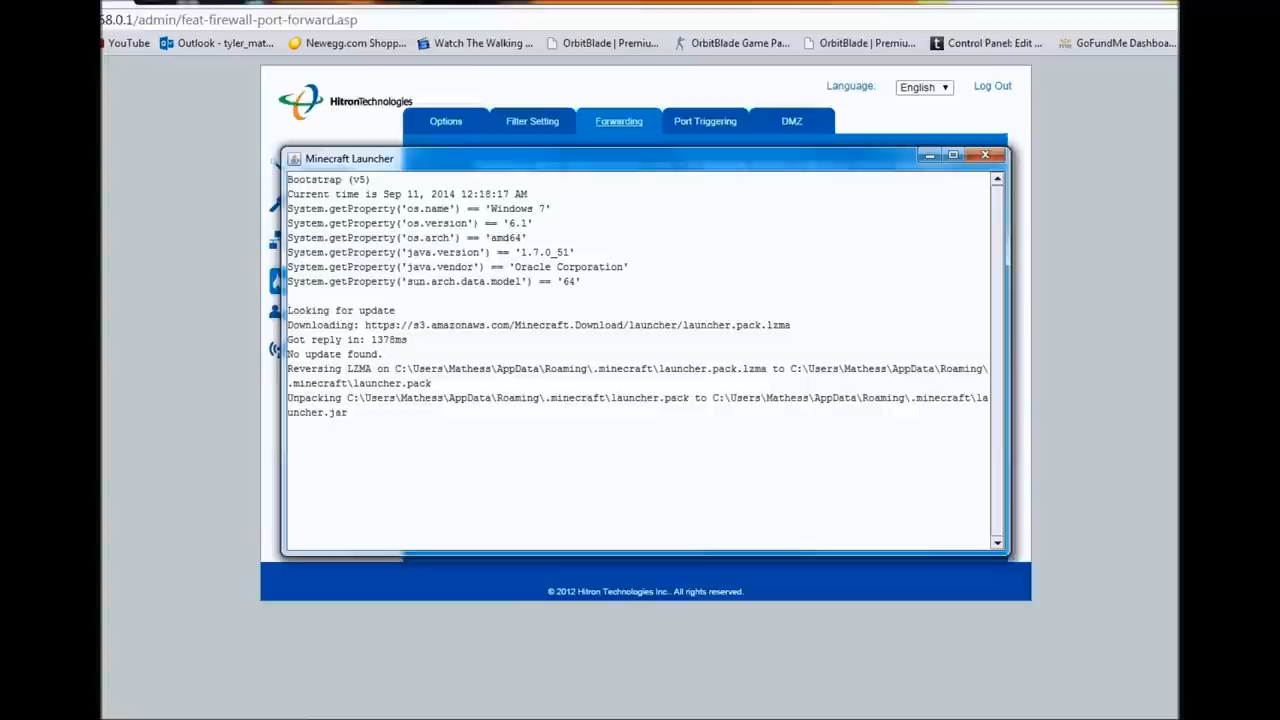 58.0.1/admin/feat-firewall-port-forward.asp
YouTube
Outlook - tyler_mat...
Newegg.com Shopp...
Watch The Walking ...
OrbitBlade | Premiu...
OrbitBlade Game Pa...
OrbitBlade | Premiu...
Control Panel: Edit ...
GoFundMe Dashboa...
HitronTechnologies
Language:
English
Log Out
Options
Filter Setting
Forwarding
Port Triggering
DMZ
Minecraft Launcher
Bootstrap (v5)
Current time is Sep 11, 2014 12:18:17 AM
System.getProperty('os.name') == 'Windows 7'
System.getProperty('os.version') == '6.1'
System.getProperty('os.arch') == 'amd64'
System.getProperty('java.version') == '1.7.0_51'
System.getProperty('java.vendor') == 'Oracle Corporation'
System.getProperty('sun.arch.data.model') == '64'
Looking for update
Downloading: https://s3.amazonaws.com/Minecraft.Download/launcher/launcher.pack.lzma
Got reply in: 1378ms
No update found.
Reversing LZMA on C:\Users\Mathess\AppData\Roaming\.minecraft\launcher.pack.lzma to C:\Users\Mathess\AppData\Roaming\
.minecraft\launcher.pack
Unpacking C:\Users\Mathess\AppData\Roaming\.minecraft\launcher.pack to C:\Users\Mathess\AppData\Roaming\.minecraft\la
uncher.jar
© 2012 Hitron Technologies Inc.. All rights reserved.